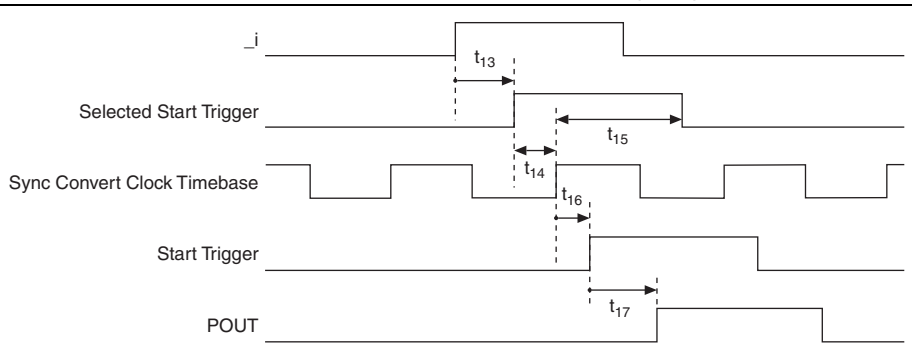 _i
t13
Selected Start Trigger
t15
t14
Sync Convert Clock Timebase
t16
Start Trigger
t17
POUT